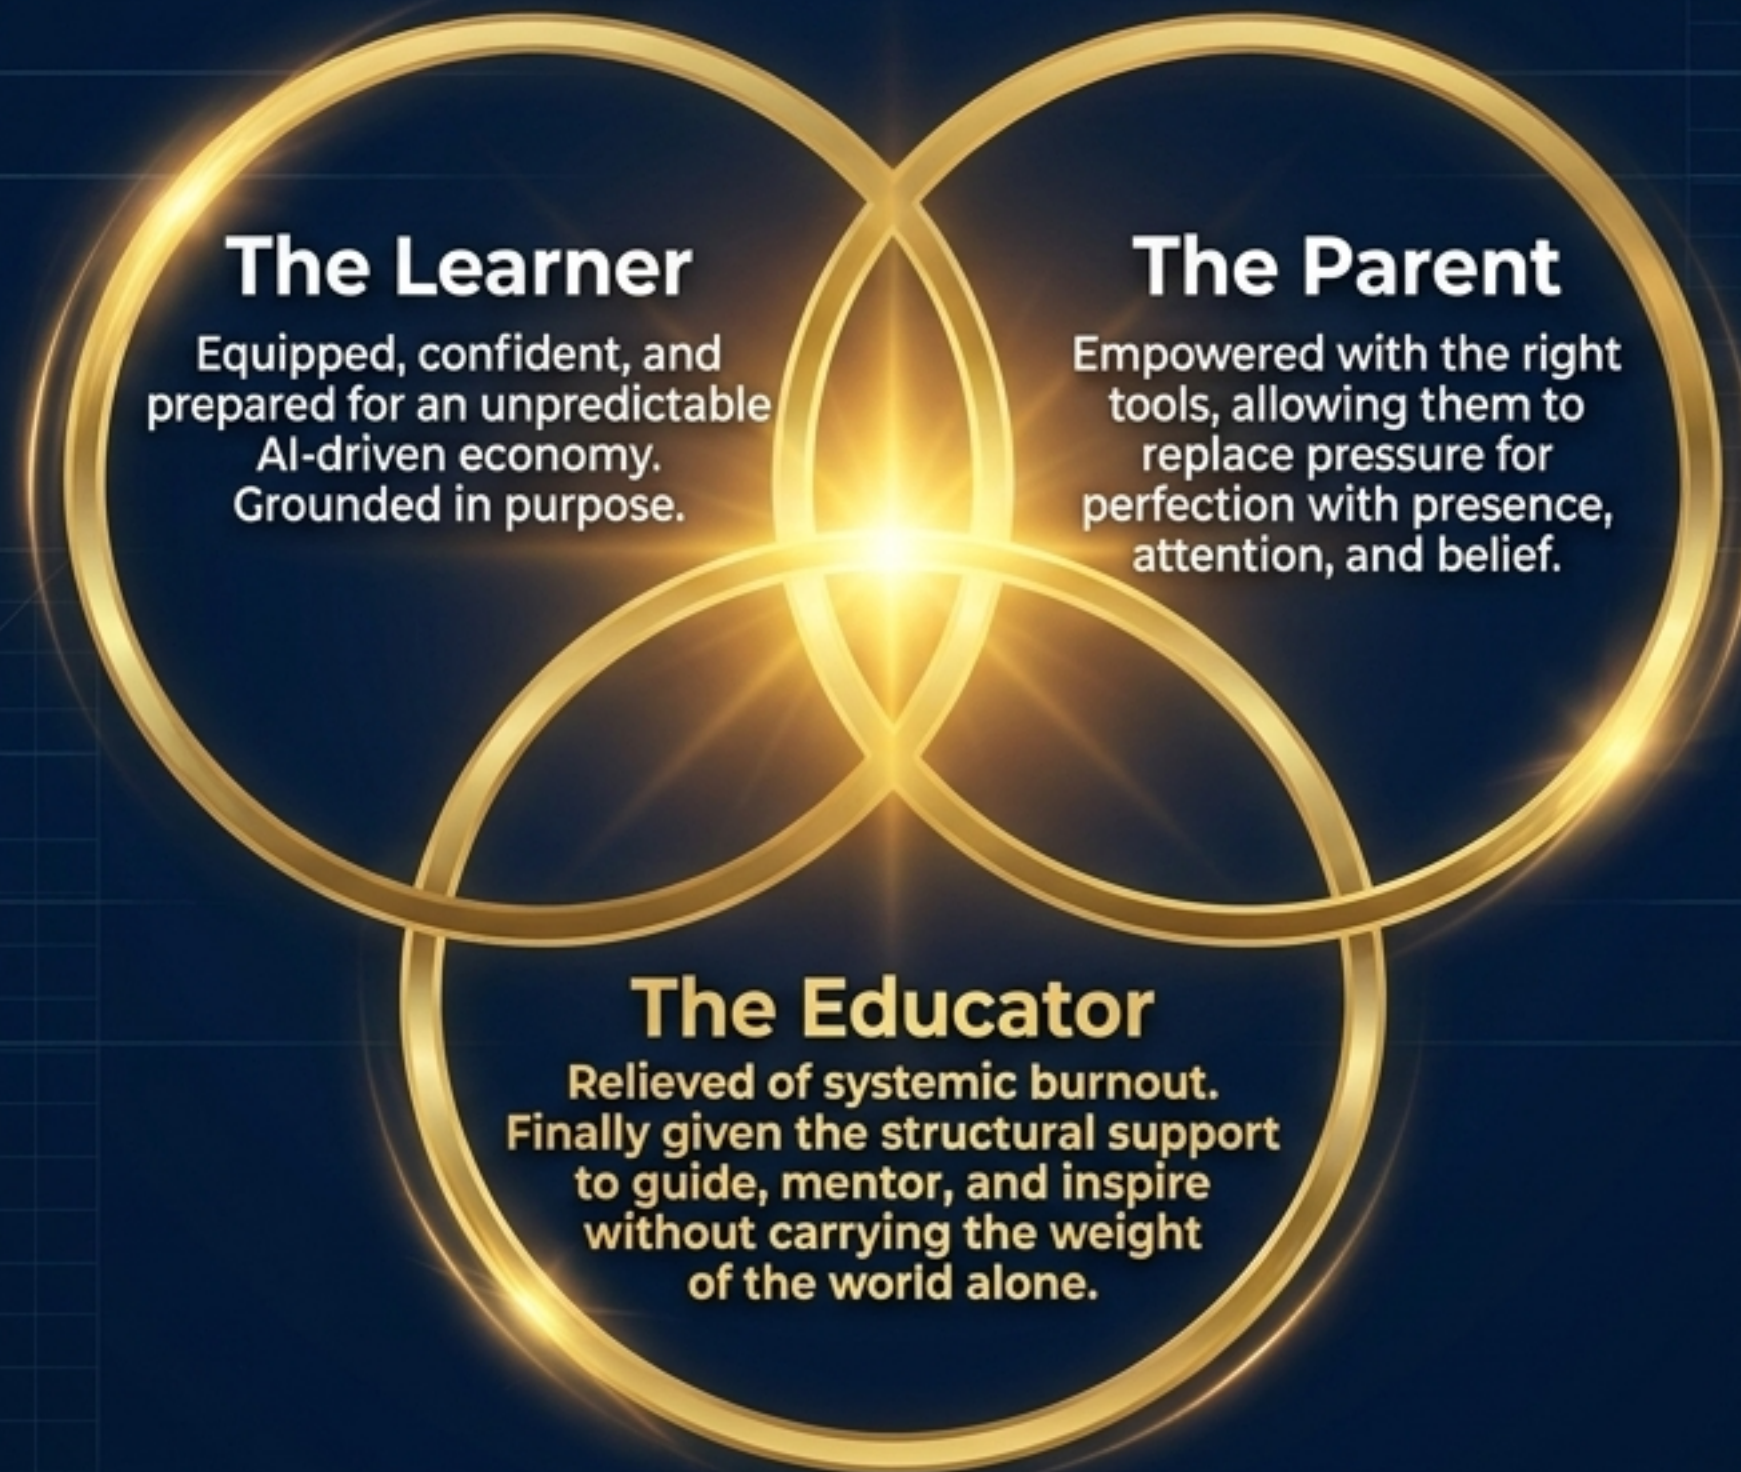 The Learner
Equipped, confident, and
prepared for an unpredictable
AI-driven economy.
Grounded in purpose.
The Parent
Empowered with the right
tools, allowing them to
replace pressure for
perfection with presence,
attention, and belief.
The Educator
Relieved of systemic burnout.
Finally given the structural support
to guide, mentor, and inspire
without carrying the weight
of the world alone.